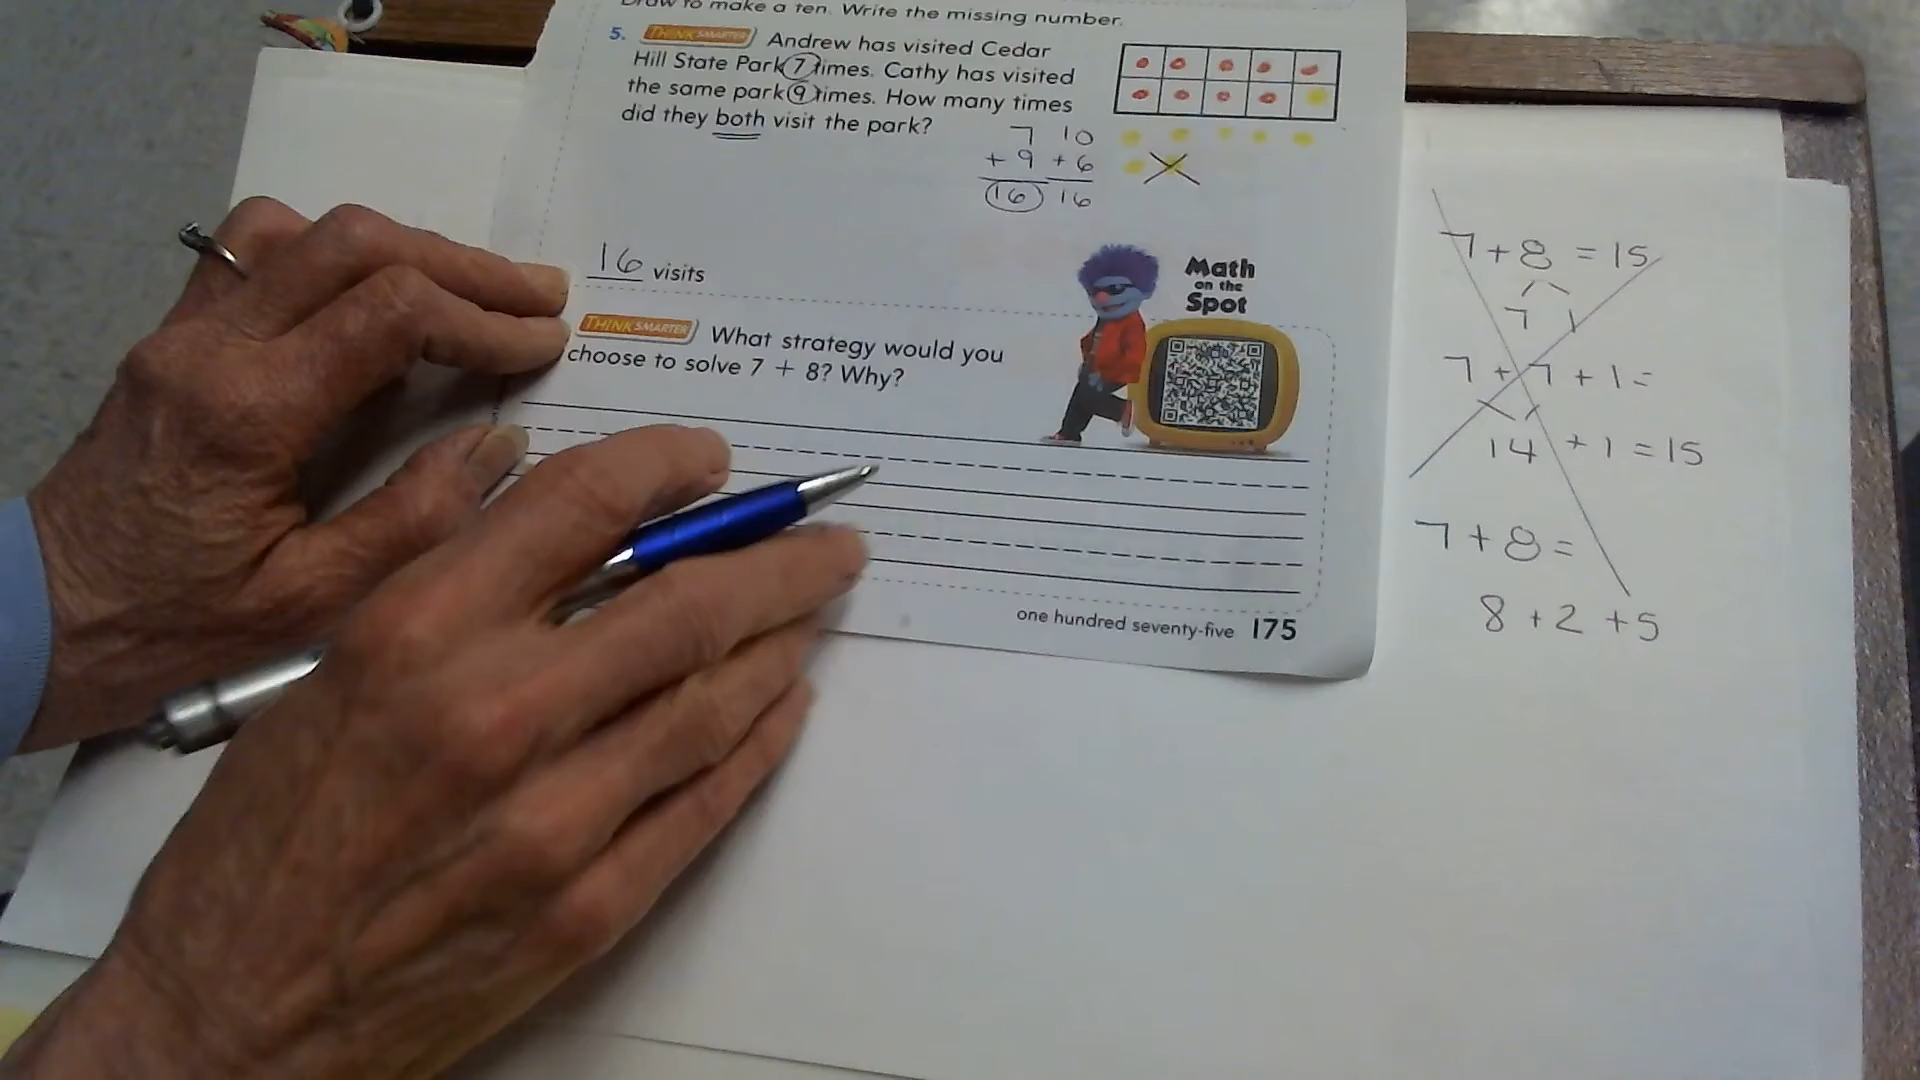 Draw to make a ten. Write the missing number.
5. THINK SMARTER Andrew has visited Cedar
Hill State Park 7 times. Cathy has visited
the same park 9 times. How many times
did they both visit the park?
7 10
+ 9 + 6
16 16
16 visits
Math
on the
Spot
THINK SMARTER What strategy would you
choose to solve 7 + 8? Why?
one hundred seventy-five 175
7 + 8 = 15
7 1
7 + 7 + 1 =
14 + 1 = 15
7 + 8 =
8 + 2 + 5